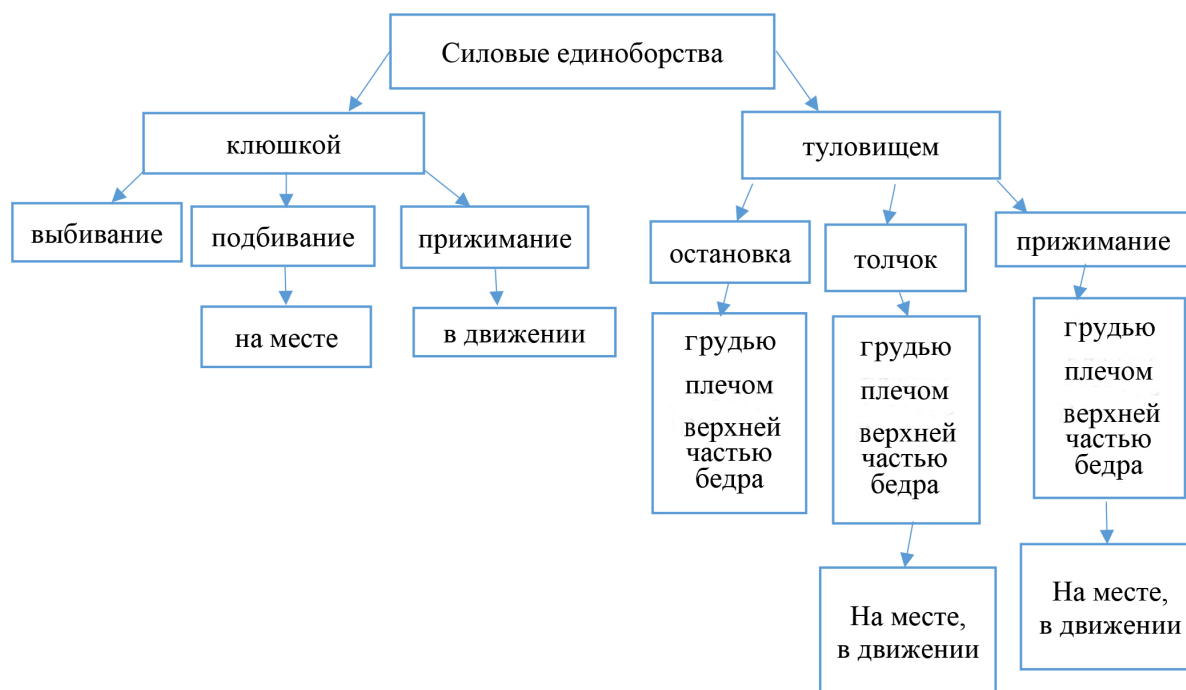 Силовые единоборства
клюшкой
туловищем
выбивание
подбивание
прижимание
остановка
толчок
прижимание
на месте
в движении
грудью
плечом
верхней
частью
бедра
грудью
плечом
верхней
частью
бедра
грудью
плечом
верхней
частью
бедра
На месте,
в движении
На месте,
в движении